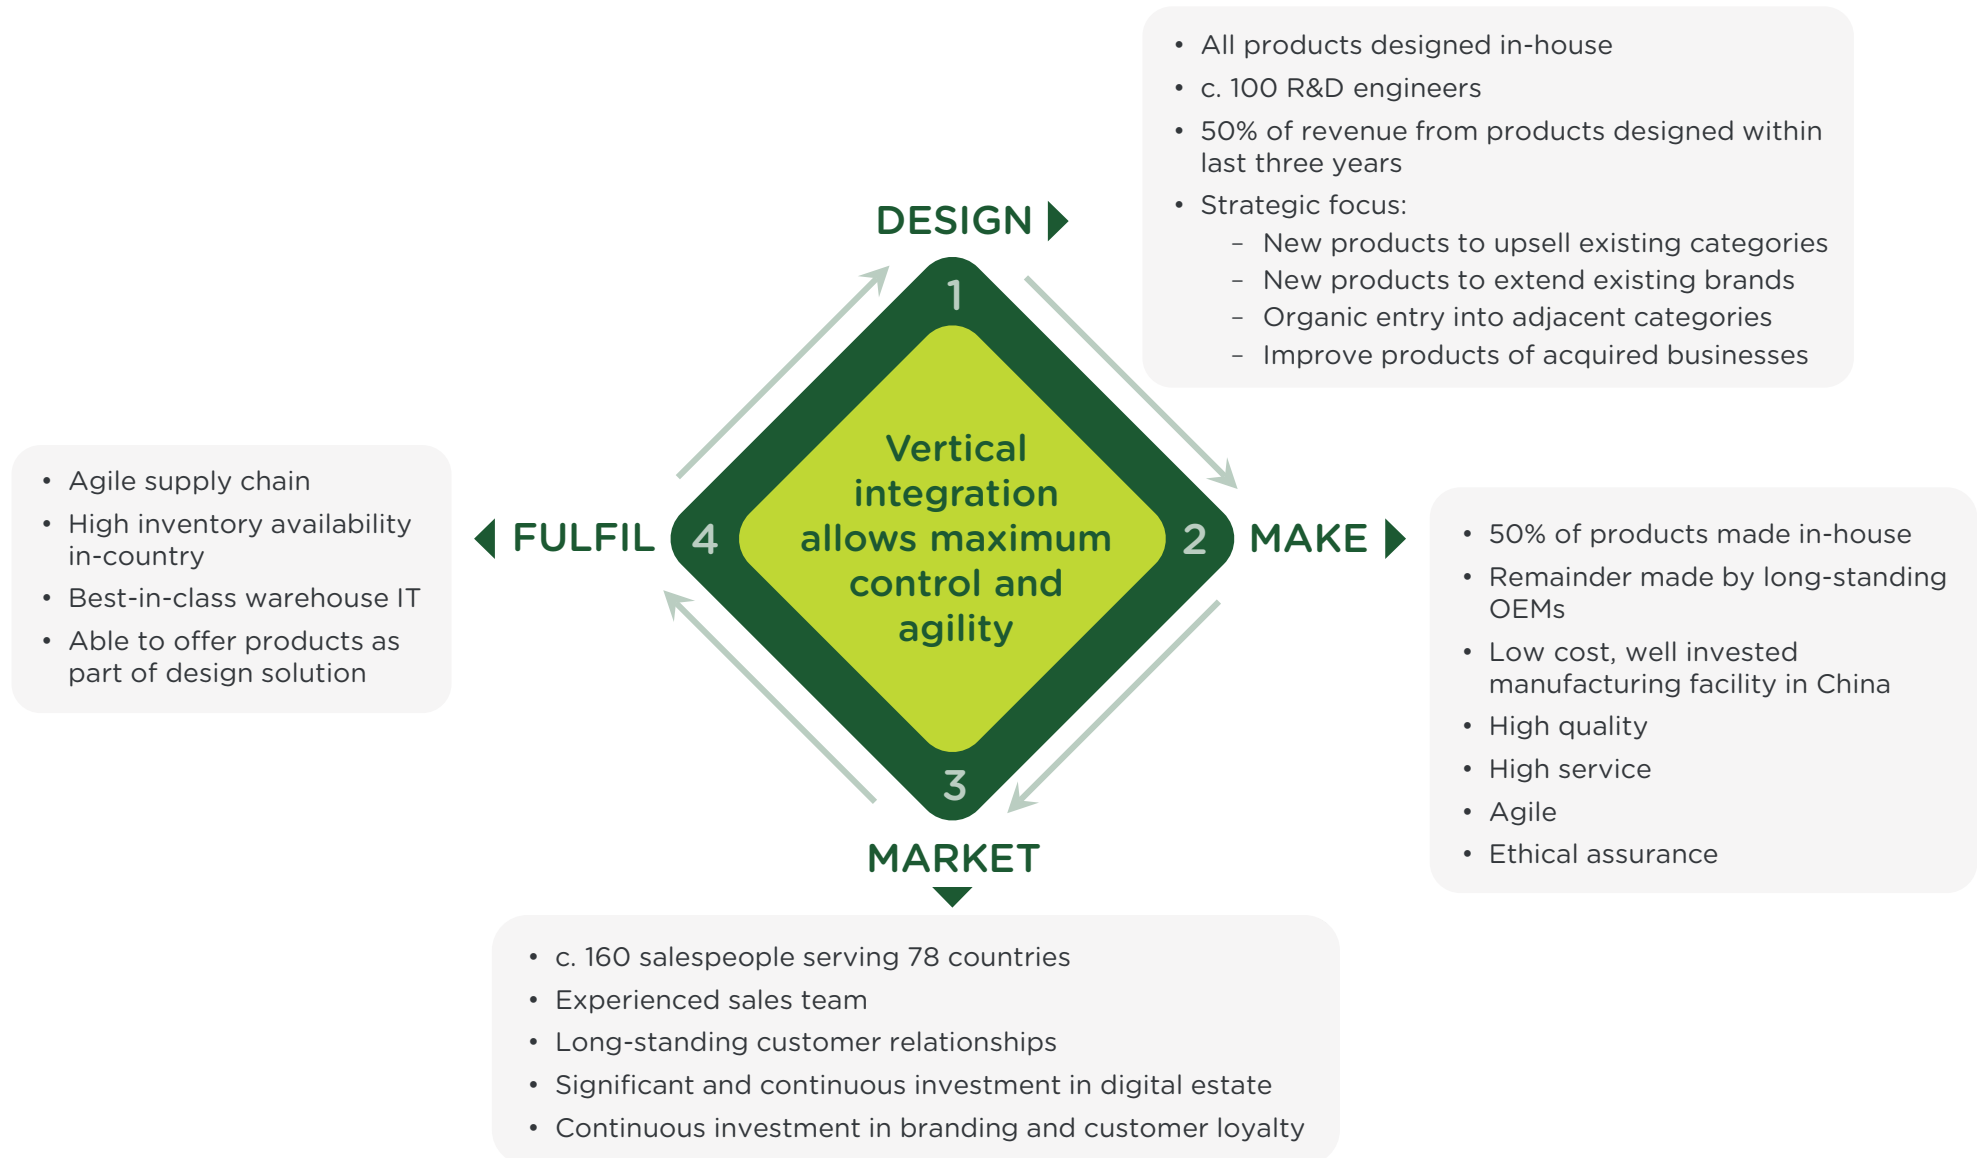 DESIGN
• All products designed in-house
• c. 100 R&D engineers
• 50% of revenue from products designed within
last three years
• Strategic focus:
– New products to upsell existing categories
– New products to extend existing brands
– Organic entry into adjacent categories
– Improve products of acquired businesses
1
Vertical
integration
allows maximum
control and
agility
2
MAKE
• 50% of products made in-house
• Remainder made by long-standing
OEMs
• Low cost, well invested
manufacturing facility in China
• High quality
• High service
• Agile
• Ethical assurance
3
MARKET
• c. 160 salespeople serving 78 countries
• Experienced sales team
• Long-standing customer relationships
• Significant and continuous investment in digital estate
• Continuous investment in branding and customer loyalty
4
FULFIL
• Agile supply chain
• High inventory availability
in-country
• Best-in-class warehouse IT
• Able to offer products as
part of design solution